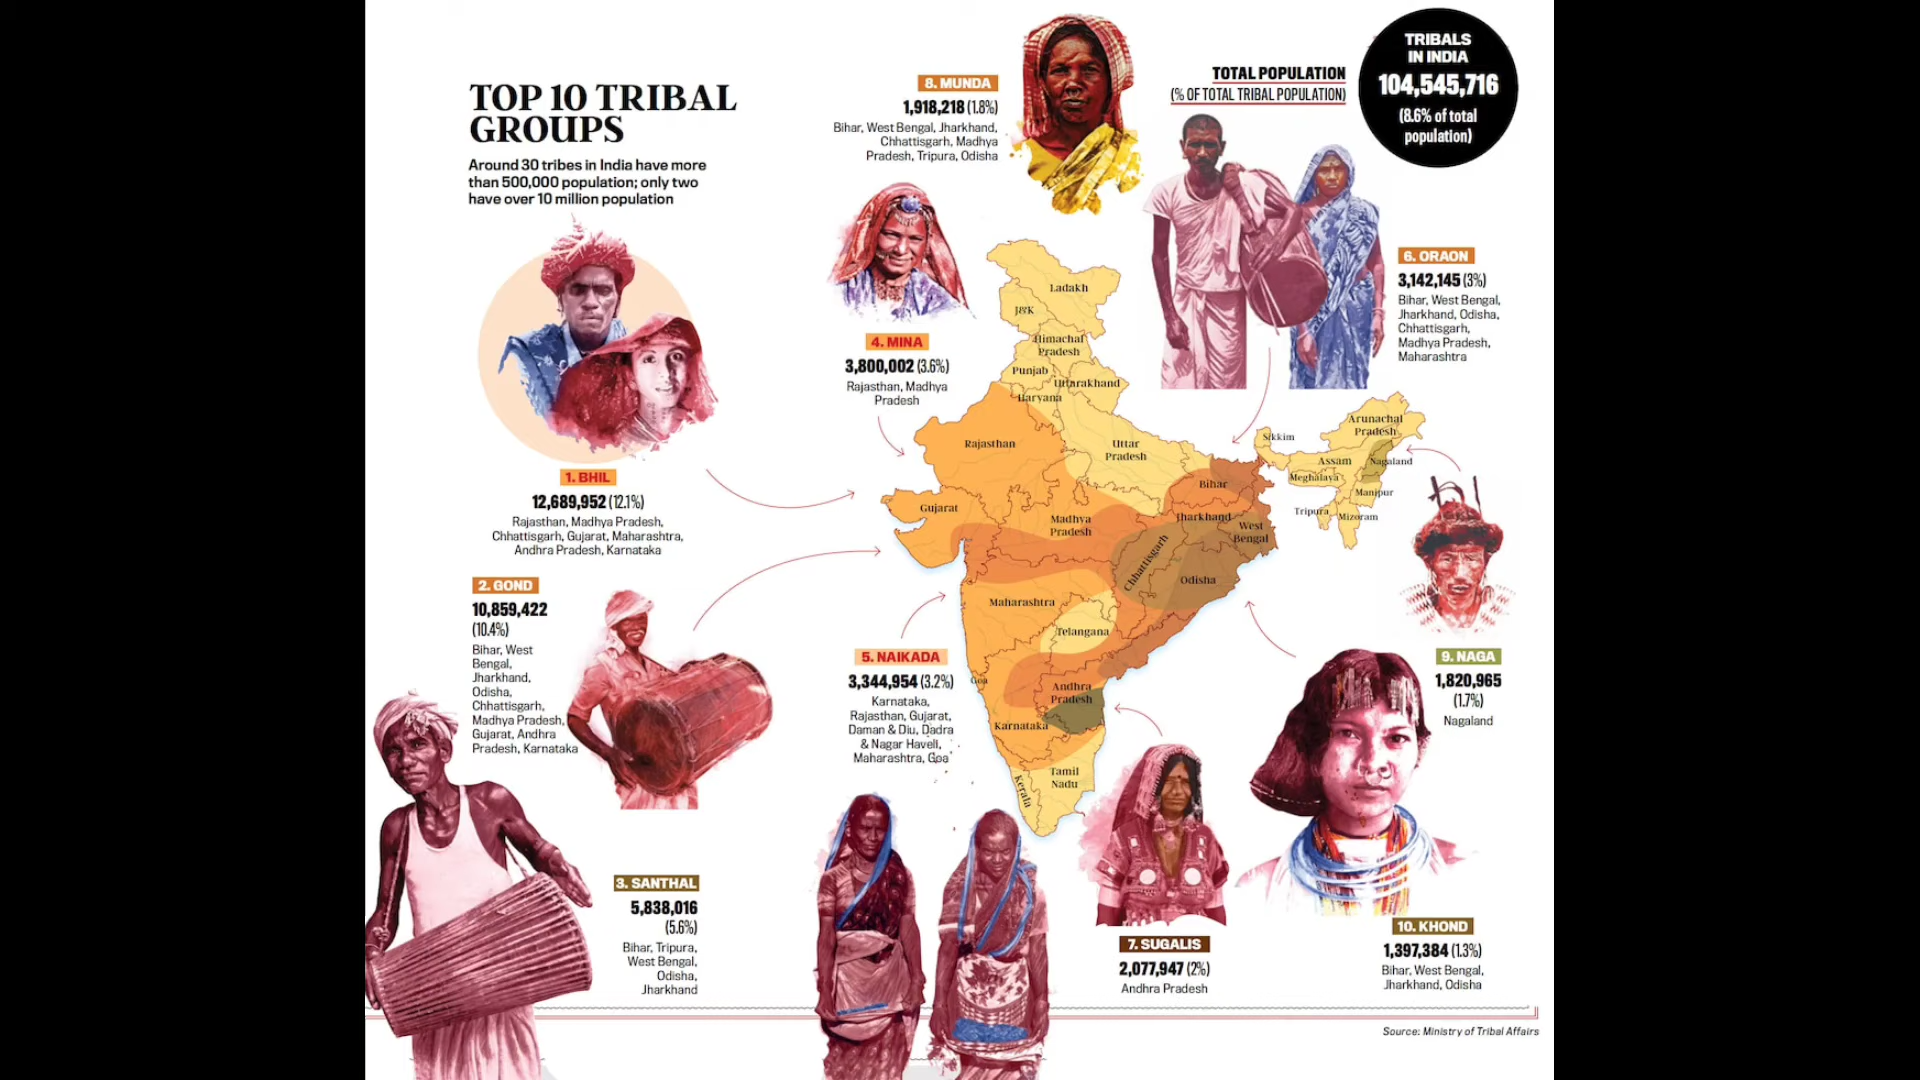 TOP 10 TRIBAL
GROUPS
Around 30 tribes in India have more
than 500,000 population; only two
have over 10 million population
TOTAL POPULATION
(% OF TOTAL TRIBAL POPULATION)
TRIBALS
IN INDIA
104,545,716
(8.6% of total
population)
1. BHIL
12,689,952 (12.1%)
Rajasthan, Madhya Pradesh,
Chhattisgarh, Gujarat, Maharashtra,
Andhra Pradesh, Karnataka
2. GOND
10,859,422
(10.4%)
Bihar, West
Bengal,
Jharkhand,
Odisha,
Chhattisgarh,
Madhya Pradesh,
Gujarat, Andhra
Pradesh, Karnataka
3. SANTHAL
5,838,016
(5.6%)
Bihar, Tripura,
West Bengal,
Odisha,
Jharkhand
4. MINA
3,800,002 (3.6%)
Rajasthan, Madhya
Pradesh
5. NAIKADA
3,344,954 (3.2%)
Karnataka,
Rajasthan, Gujarat,
Daman & Diu, Dadra
& Nagar Haveli,
Maharashtra, Goa
6. ORAON
3,142,145 (3%)
Bihar, West Bengal,
Jharkhand, Odisha,
Chhattisgarh,
Madhya Pradesh,
Maharashtra
7. SUGALIS
2,077,947 (2%)
Andhra Pradesh
8. MUNDA
1,918,218 (1.8%)
Bihar, West Bengal, Jharkhand,
Chhattisgarh, Madhya
Pradesh, Tripura, Odisha
9. NAGA
1,820,965
(1.7%)
Nagaland
10. KHOND
1,397,384 (1.3%)
Bihar, West Bengal,
Jharkhand, Odisha
Ladakh
J&K
Himachal
Pradesh
Punjab
Uttarakhand
Haryana
Rajasthan
Uttar
Pradesh
Sikkim
Arunachal
Pradesh
Assam
Nagaland
Meghalaya
Manipur
Tripura
Mizoram
Bihar
Gujarat
Madhya
Pradesh
Jharkhand
West
Bengal
Chhattisgarh
Odisha
Maharashtra
Telangana
Goa
Andhra
Pradesh
Karnataka
Tamil
Nadu
Kerala
Source: Ministry of Tribal Affairs